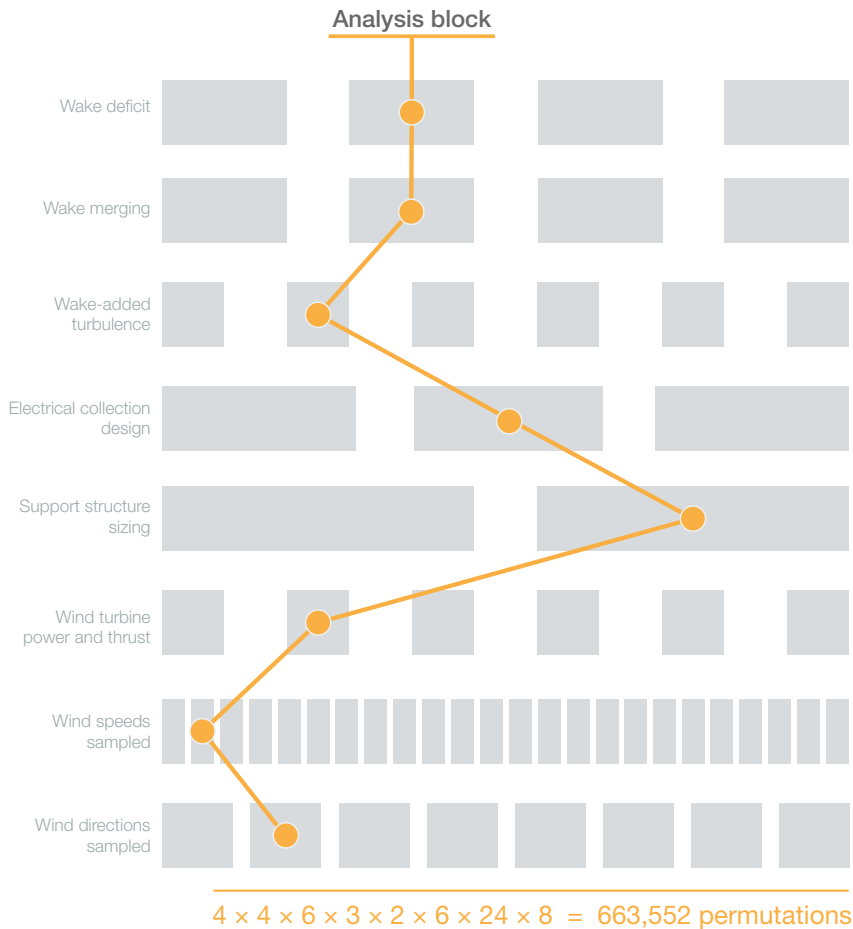 Analysis block
Wake deficit
Wake merging
Wake-added
turbulence
Electrical collection
design
Support structure
sizing
Wind turbine
power and thrust
Wind speeds
sampled
Wind directions
sampled
4 × 4 × 6 × 3 × 2 × 6 × 24 × 8 = 663,552 permutations